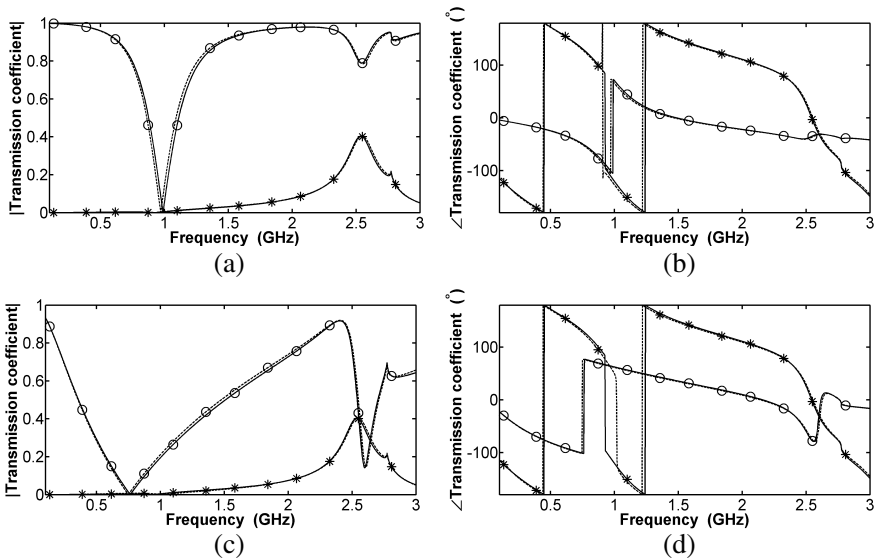 |Transmission coefficient|
1
0.8
0.6
0.4
0.2
0
0.5 1 1.5 2 2.5 3
Frequency (GHz)
(a)
∠Transmission coefficient (°)
100
0
-100
0.5 1 1.5 2 2.5 3
Frequency (GHz)
(b)
|Transmission coefficient|
1
0.8
0.6
0.4
0.2
0
0.5 1 1.5 2 2.5 3
Frequency (GHz)
(c)
∠Transmission coefficient (°)
100
0
-100
0.5 1 1.5 2 2.5 3
Frequency (GHz)
(d)